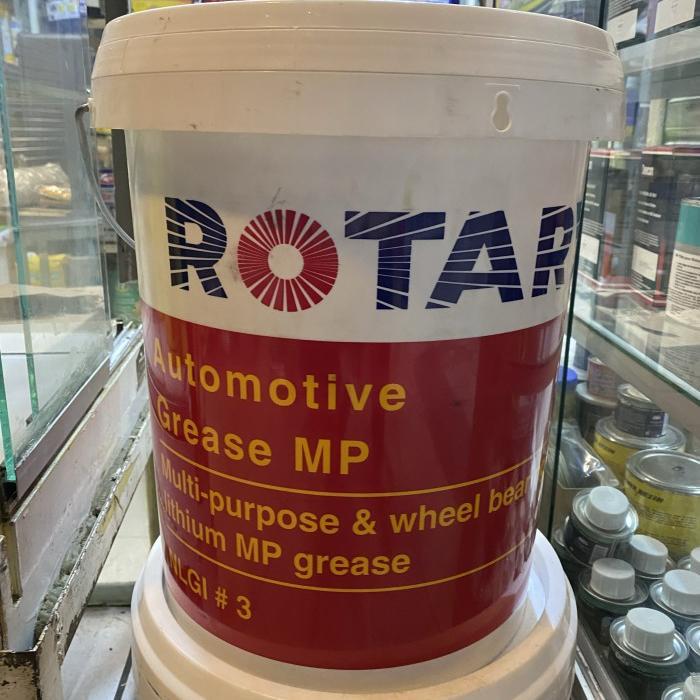 ROTAR
Automotive
Grease MP
Multi-purpose & wheel bear
lithium MP grease
NLGI # 3